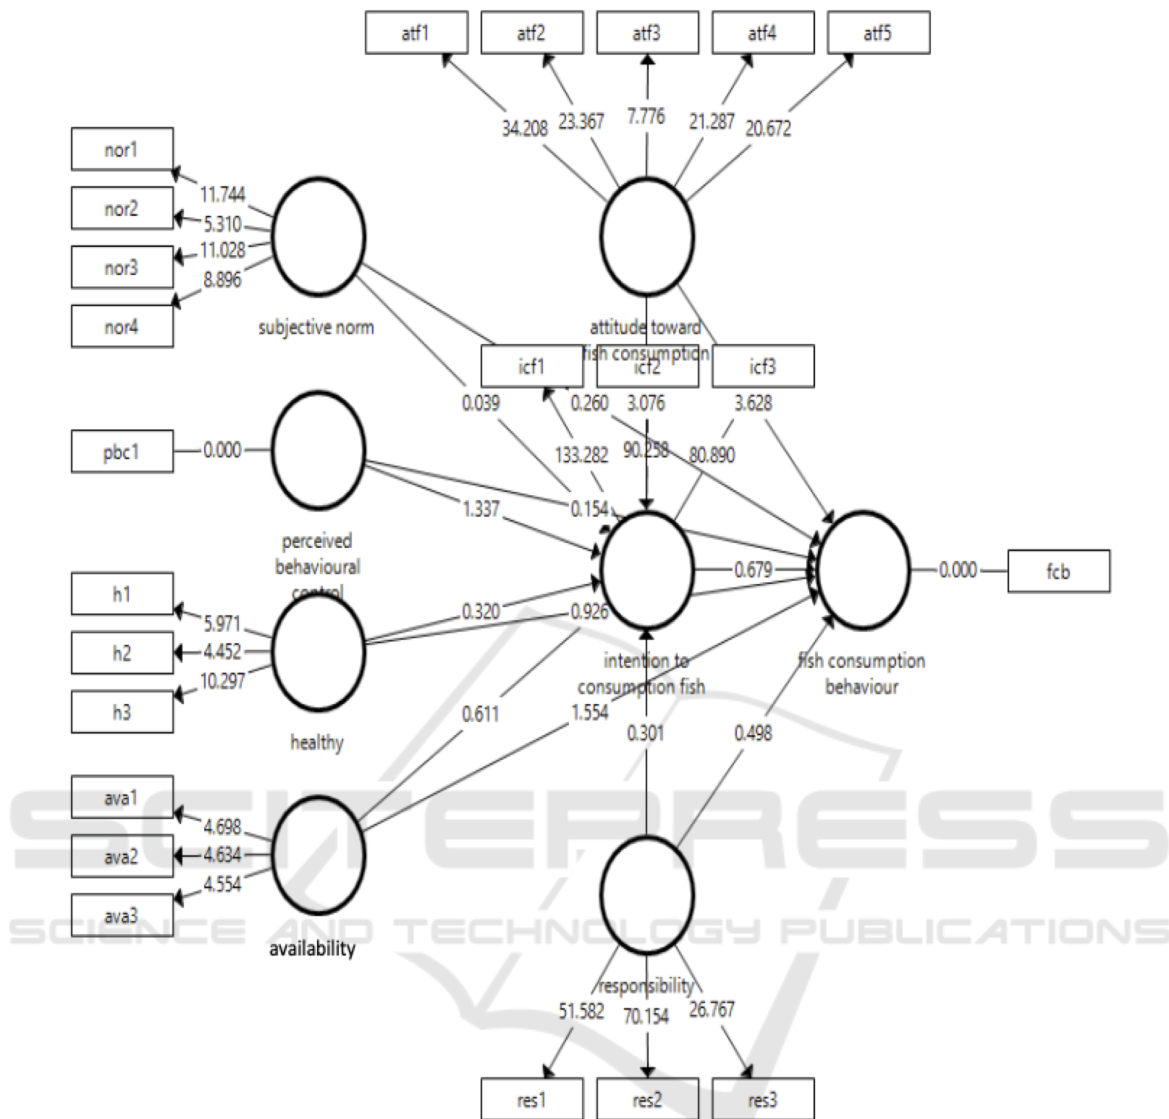 atf1 atf2 atf3 atf4 atf5
34.208 23.367 7.776 21.287 20.672
nor1
nor2
nor3
nor4
11.744
5.310
11.028
8.896
subjective norm
attitude toward
fish consumption
icf1 icf2 icf3
0.039 0.260 3.076 3.628
133.282 90.258 80.890
pbc1 0.000
1.337 0.154
perceived
behavioural
control
0.679 0.000 fcb
h1
h2
h3
5.971
4.452
10.297
0.320 0.926
intention to
consumption fish
fish consumption
behaviour
healthy
0.611 1.554 0.301 0.498
ava1
ava2
ava3
4.698
4.634
4.554
SCITEPRESS
SCIENCE AND TECHNOLOGY PUBLICATIONS
availability
responsibility
51.582 70.154 26.767
res1 res2 res3